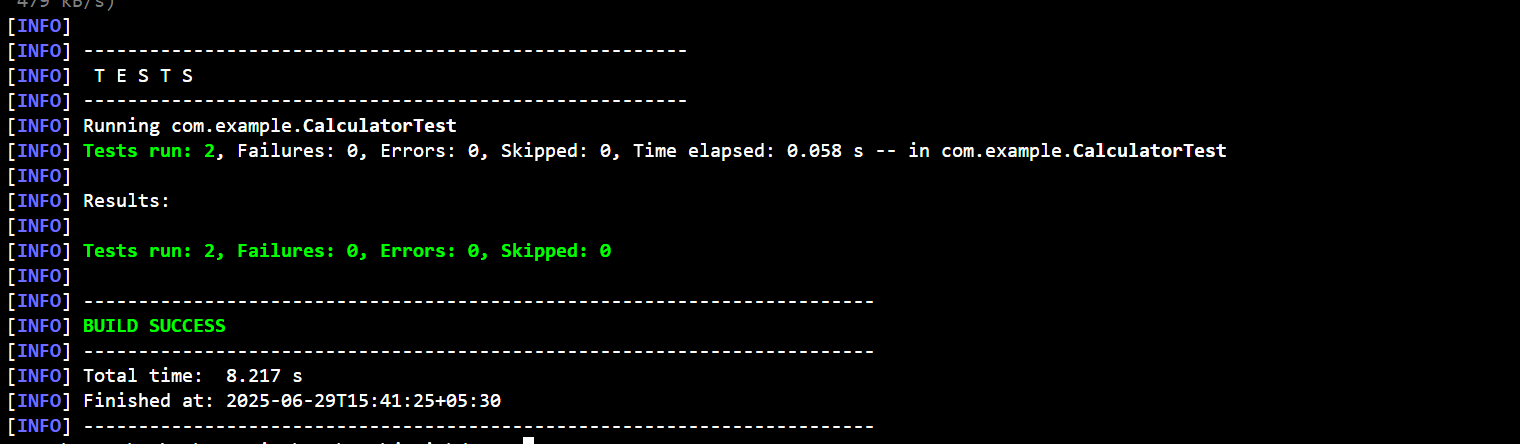 479 kB/s)
[INFO]
[INFO] -------------------------------------------------------
[INFO]  T E S T S
[INFO] -------------------------------------------------------
[INFO] Running com.example.CalculatorTest
[INFO] Tests run: 2, Failures: 0, Errors: 0, Skipped: 0, Time elapsed: 0.058 s -- in com.example.CalculatorTest
[INFO]
[INFO] Results:
[INFO]
[INFO] Tests run: 2, Failures: 0, Errors: 0, Skipped: 0
[INFO]
[INFO] ------------------------------------------------------------------------
[INFO] BUILD SUCCESS
[INFO] ------------------------------------------------------------------------
[INFO] Total time:  8.217 s
[INFO] Finished at: 2025-06-29T15:41:25+05:30
[INFO] ------------------------------------------------------------------------